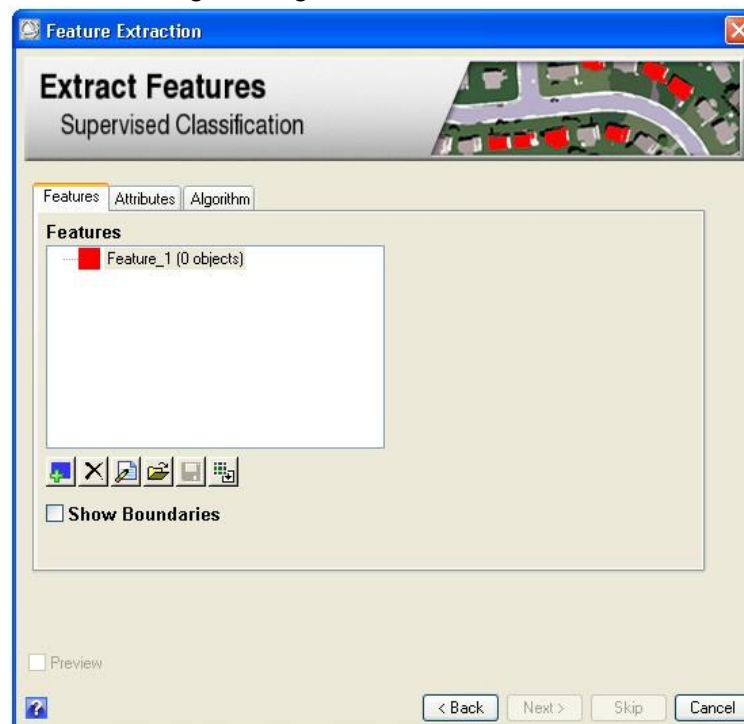 Feature Extraction
Extract Features
Supervised Classification
Features Attributes Algorithm
Features
Feature_1 (0 objects)
Show Boundaries
Preview
< Back Next > Skip Cancel